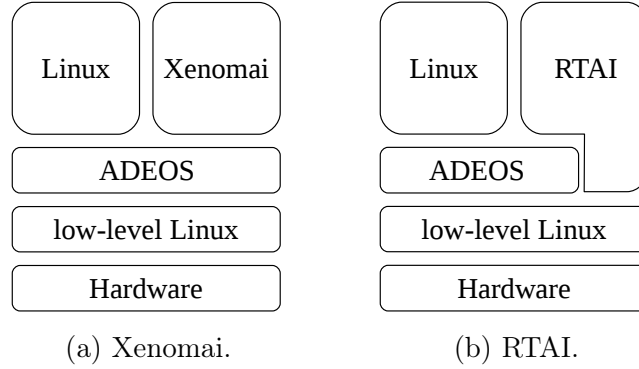 Linux Xenomai
ADEOS
low-level Linux
Hardware
(a) Xenomai.
Linux RTAI
ADEOS
low-level Linux
Hardware
(b) RTAI.